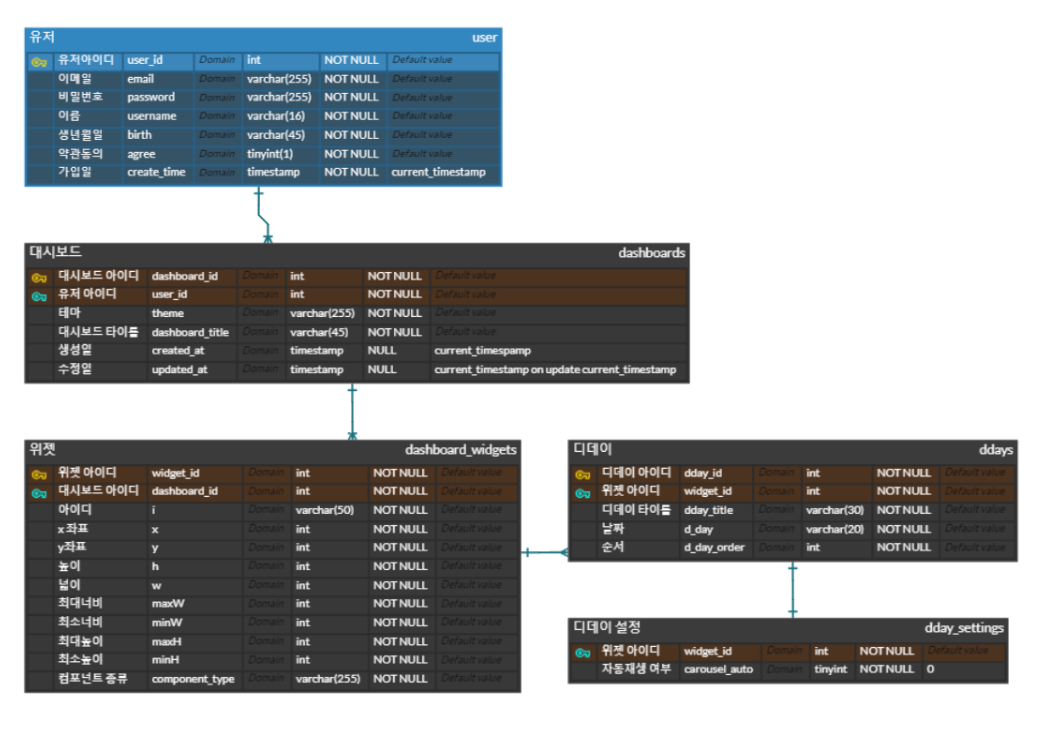 유저 user
유저아이디 user_id Domain int NOT NULL Default value
이메일 email Domain varchar(255) NOT NULL Default value
비밀번호 password Domain varchar(255) NOT NULL Default value
이름 username Domain varchar(16) NOT NULL Default value
생년월일 birth Domain varchar(45) NOT NULL Default value
약관동의 agree Domain tinyint(1) NOT NULL Default value
가입일 create_time Domain timestamp NOT NULL current_timestamp
대시보드 dashboards
대시보드 아이디 dashboard_id Domain int NOT NULL Default value
유저 아이디 user_id Domain int NOT NULL Default value
테마 theme Domain varchar(255) NOT NULL Default value
대시보드 타이틀 dashboard_title Domain varchar(45) NOT NULL Default value
생성일 created_at Domain timestamp NULL current_timespamp
수정일 updated_at Domain timestamp NULL current_timestamp on update current_timestamp
위젯 dashboard_widgets
위젯 아이디 widget_id Domain int NOT NULL Default value
대시보드 아이디 dashboard_id Domain int NOT NULL Default value
아이디 i Domain varchar(50) NOT NULL Default value
x 좌표 x Domain int NOT NULL Default value
y좌표 y Domain int NOT NULL Default value
높이 h Domain int NOT NULL Default value
넓이 w Domain int NOT NULL Default value
최대너비 maxW Domain int NOT NULL Default value
최소너비 minW Domain int NOT NULL Default value
최대높이 maxH Domain int NOT NULL Default value
최소높이 minH Domain int NOT NULL Default value
컴포넌트 종류 component_type Domain varchar(255) NOT NULL Default value
디데이 ddays
디데이 아이디 dday_id Domain int NOT NULL Default value
위젯 아이디 widget_id Domain int NOT NULL Default value
디데이 타이틀 dday_title Domain varchar(30) NOT NULL Default value
날짜 d_day Domain varchar(20) NOT NULL Default value
순서 d_day_order Domain int NOT NULL Default value
디데이 설정 dday_settings
위젯 아이디 widget_id Domain int NOT NULL Default value
자동재생 여부 carousel_auto Domain tinyint NOT NULL 0